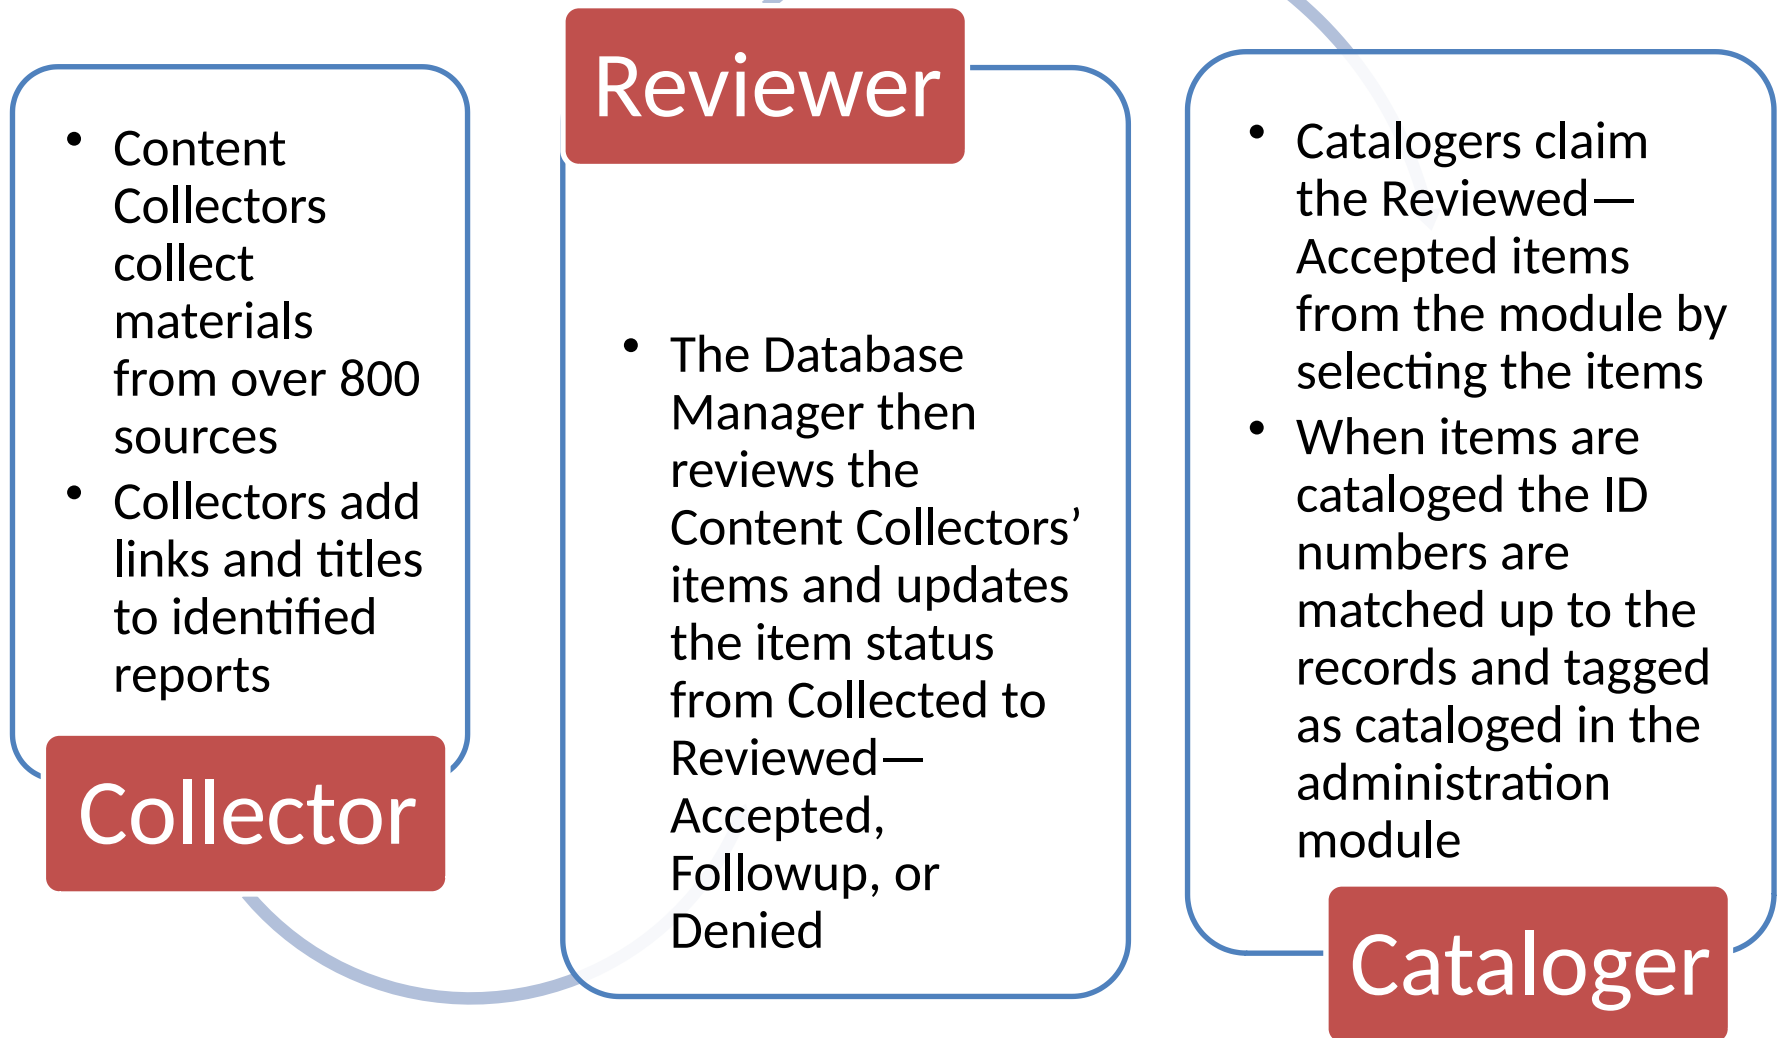 • Content
Collectors
collect
materials
from over 800
sources
• Collectors add
links and titles
to identified
reports
Collector
Reviewer
• The Database
Manager then
reviews the
Content Collectors’
items and updates
the item status
from Collected to
Reviewed—
Accepted,
Followup, or
Denied
• Catalogers claim
the Reviewed—
Accepted items
from the module by
selecting the items
• When items are
cataloged the ID
numbers are
matched up to the
records and tagged
as cataloged in the
administration
module
Cataloger